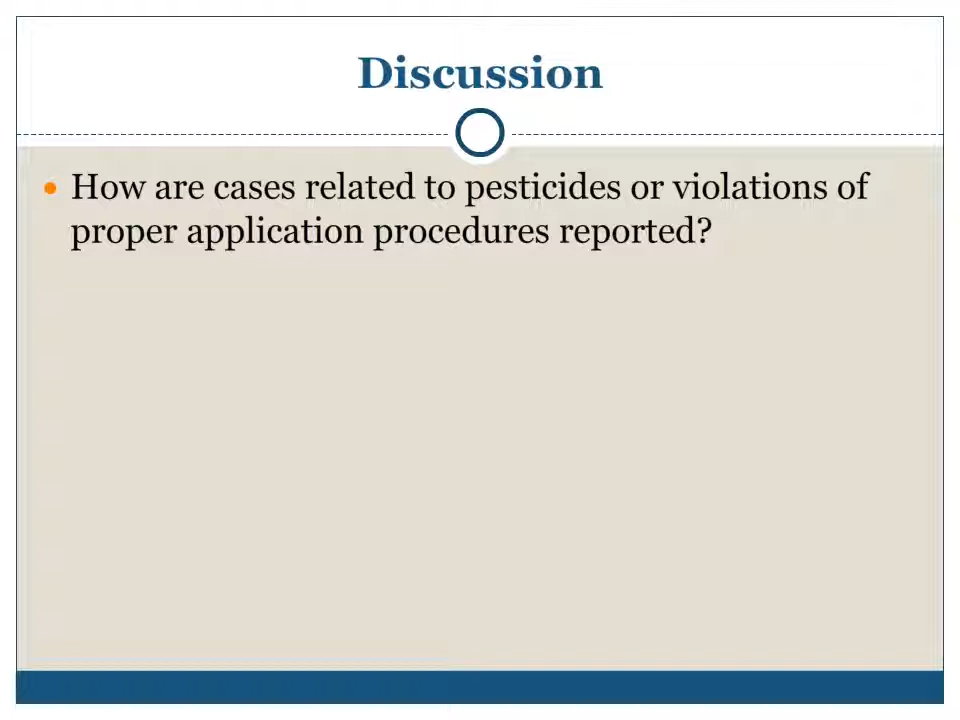 Discussion
• How are cases related to pesticides or violations of
proper application procedures reported?